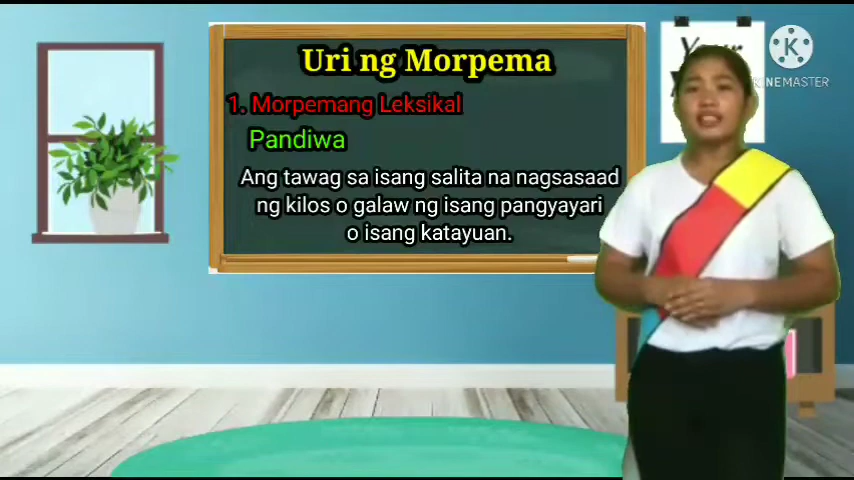 Uri ng Morpema
1. Morpemang Leksikal
Pandiwa
Ang tawag sa isang salita na nagsasaad
ng kilos o galaw ng isang pangyayari
o isang katayuan.
Your
K
KINEMASTER